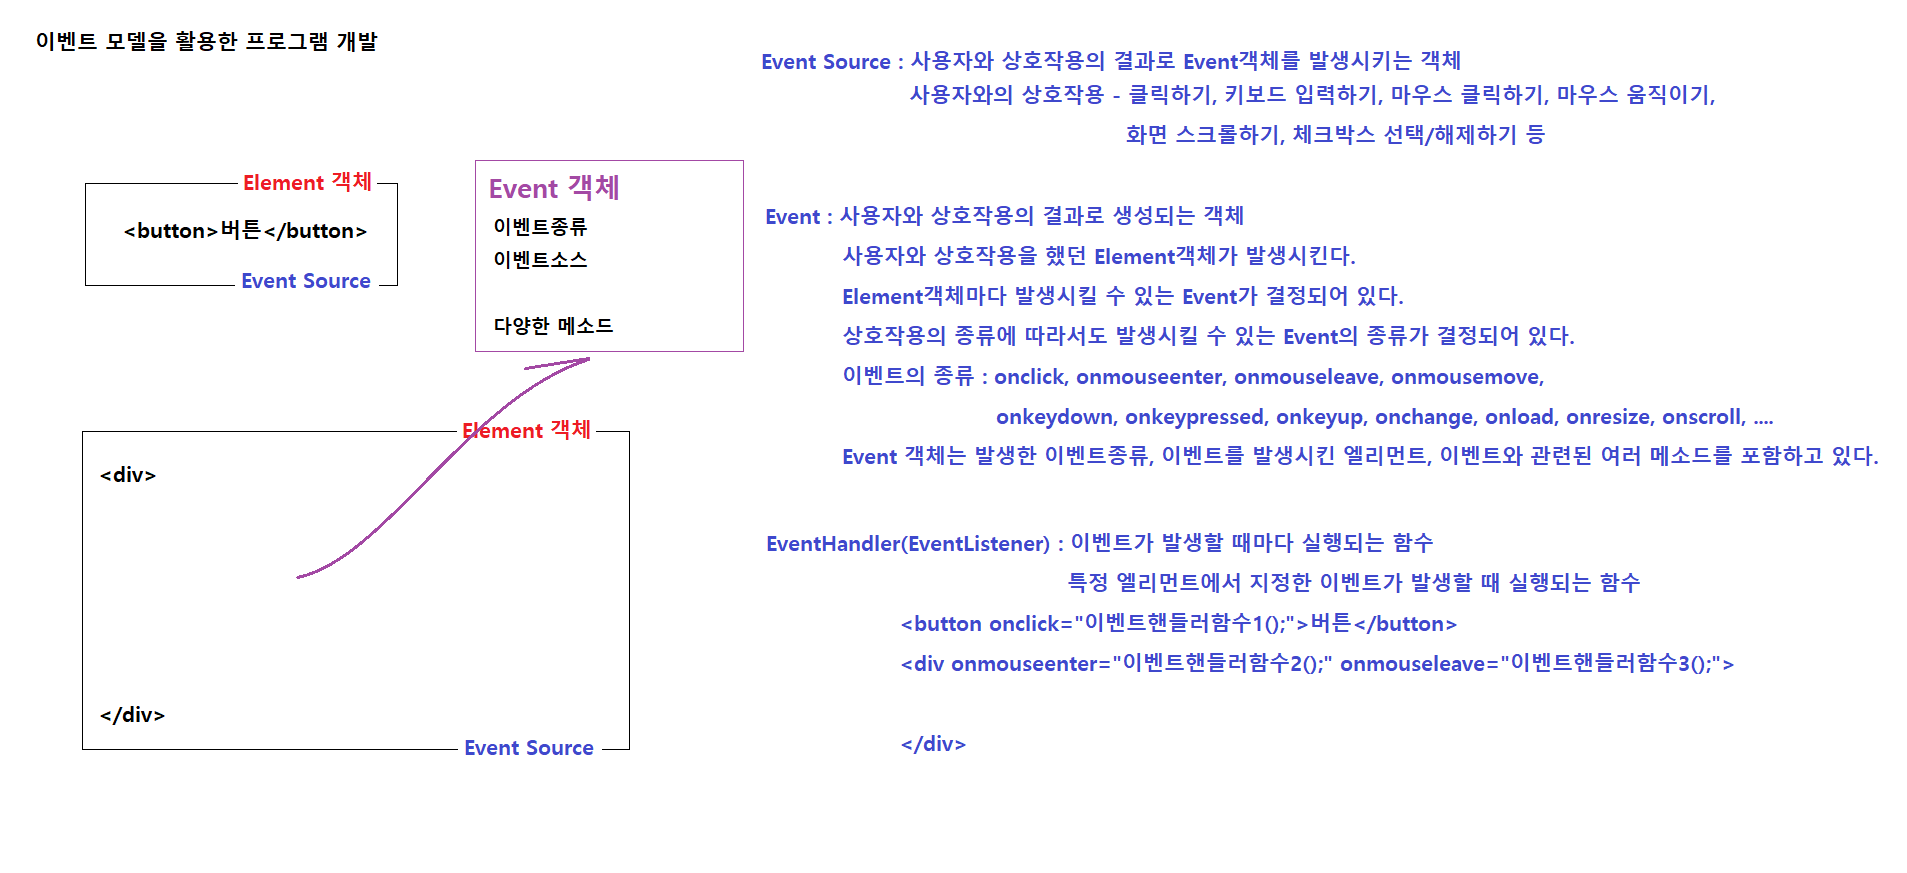 이벤트 모델을 활용한 프로그램 개발
Element 객체
<button>버튼</button>
Event Source
Event 객체
이벤트종류
이벤트소스
다양한 메소드
Element 객체
<div>
</div>
Event Source
Event Source : 사용자와 상호작용의 결과로 Event객체를 발생시키는 객체
사용자와의 상호작용 - 클릭하기, 키보드 입력하기, 마우스 클릭하기, 마우스 움직이기,
화면 스크롤하기, 체크박스 선택/해제하기 등
Event : 사용자와 상호작용의 결과로 생성되는 객체
사용자와 상호작용을 했던 Element객체가 발생시킨다.
Element객체마다 발생시킬 수 있는 Event가 결정되어 있다.
상호작용의 종류에 따라서도 발생시킬 수 있는 Event의 종류가 결정되어 있다.
이벤트의 종류 : onclick, onmouseenter, onmouseleave, onmousemove,
onkeydown, onkeypressed, onkeyup, onchange, onload, onresize, onscroll, ....
Event 객체는 발생한 이벤트종류, 이벤트를 발생시킨 엘리먼트, 이벤트와 관련된 여러 메소드를 포함하고 있다.
EventHandler(EventListener) : 이벤트가 발생할 때마다 실행되는 함수
특정 엘리먼트에서 지정한 이벤트가 발생할 때 실행되는 함수
<button onclick="이벤트핸들러함수1();">버튼</button>
<div onmouseenter="이벤트핸들러함수2();" onmouseleave="이벤트핸들러함수3();">
</div>